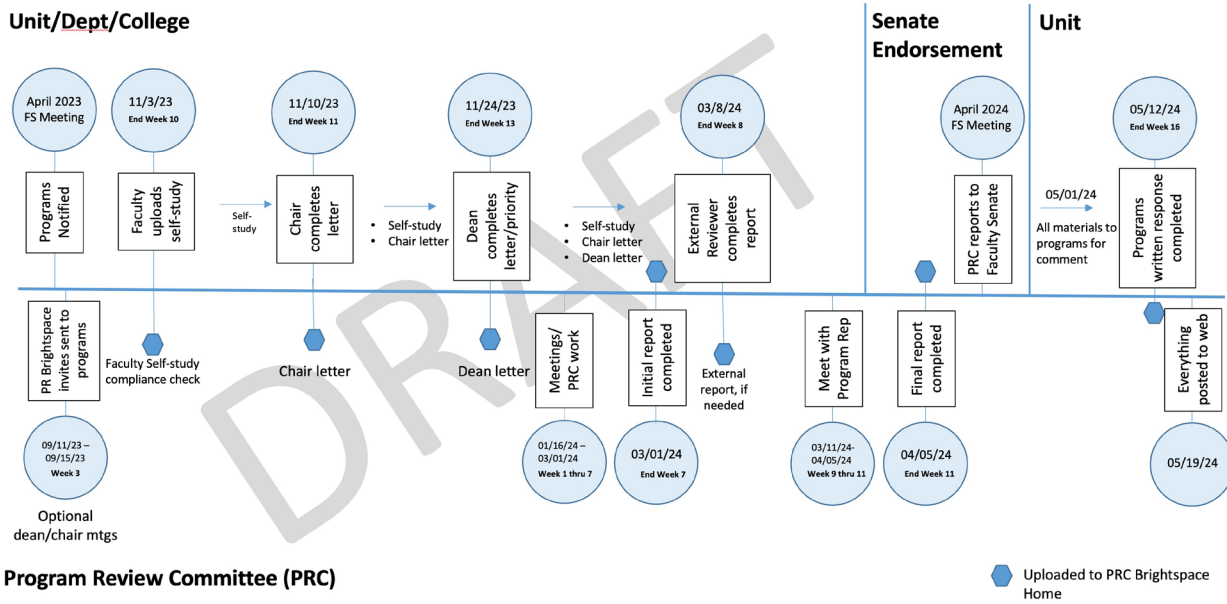 Unit/Dept/College
Senate
Endorsement
Unit
April 2023
FS Meeting
11/3/23
End Week 10
11/10/23
End Week 11
11/24/23
End Week 13
03/8/24
End Week 8
April 2024
FS Meeting
05/12/24
End Week 16
Programs
Notified
Faculty
uploads
self-study
Self-
study
Chair
completes
letter
• Self-study
• Chair letter
Dean
completes
letter/priority
• Self-study
• Chair letter
• Dean letter
External
Reviewer
completes
report
PRC reports to
Faculty Senate
05/01/24
All materials to
programs for
comment
Programs
written response
completed
DRAFT
PR Brightspace
invites sent to
programs
Faculty Self-study
compliance check
Chair letter
Dean letter
Meetings/
PRC work
Initial report
completed
External
report, if
needed
Meet with
Program Rep
Final report
completed
Everything
posted to web
09/11/23 –
09/15/23
Week 3
01/16/24 –
03/01/24
Week 1 thru 7
03/01/24
End Week 7
03/11/24-
04/05/24
Week 9 thru 11
04/05/24
End Week 11
05/19/24
Optional
dean/chair mtgs
Program Review Committee (PRC)
Uploaded to PRC Brightspace
Home